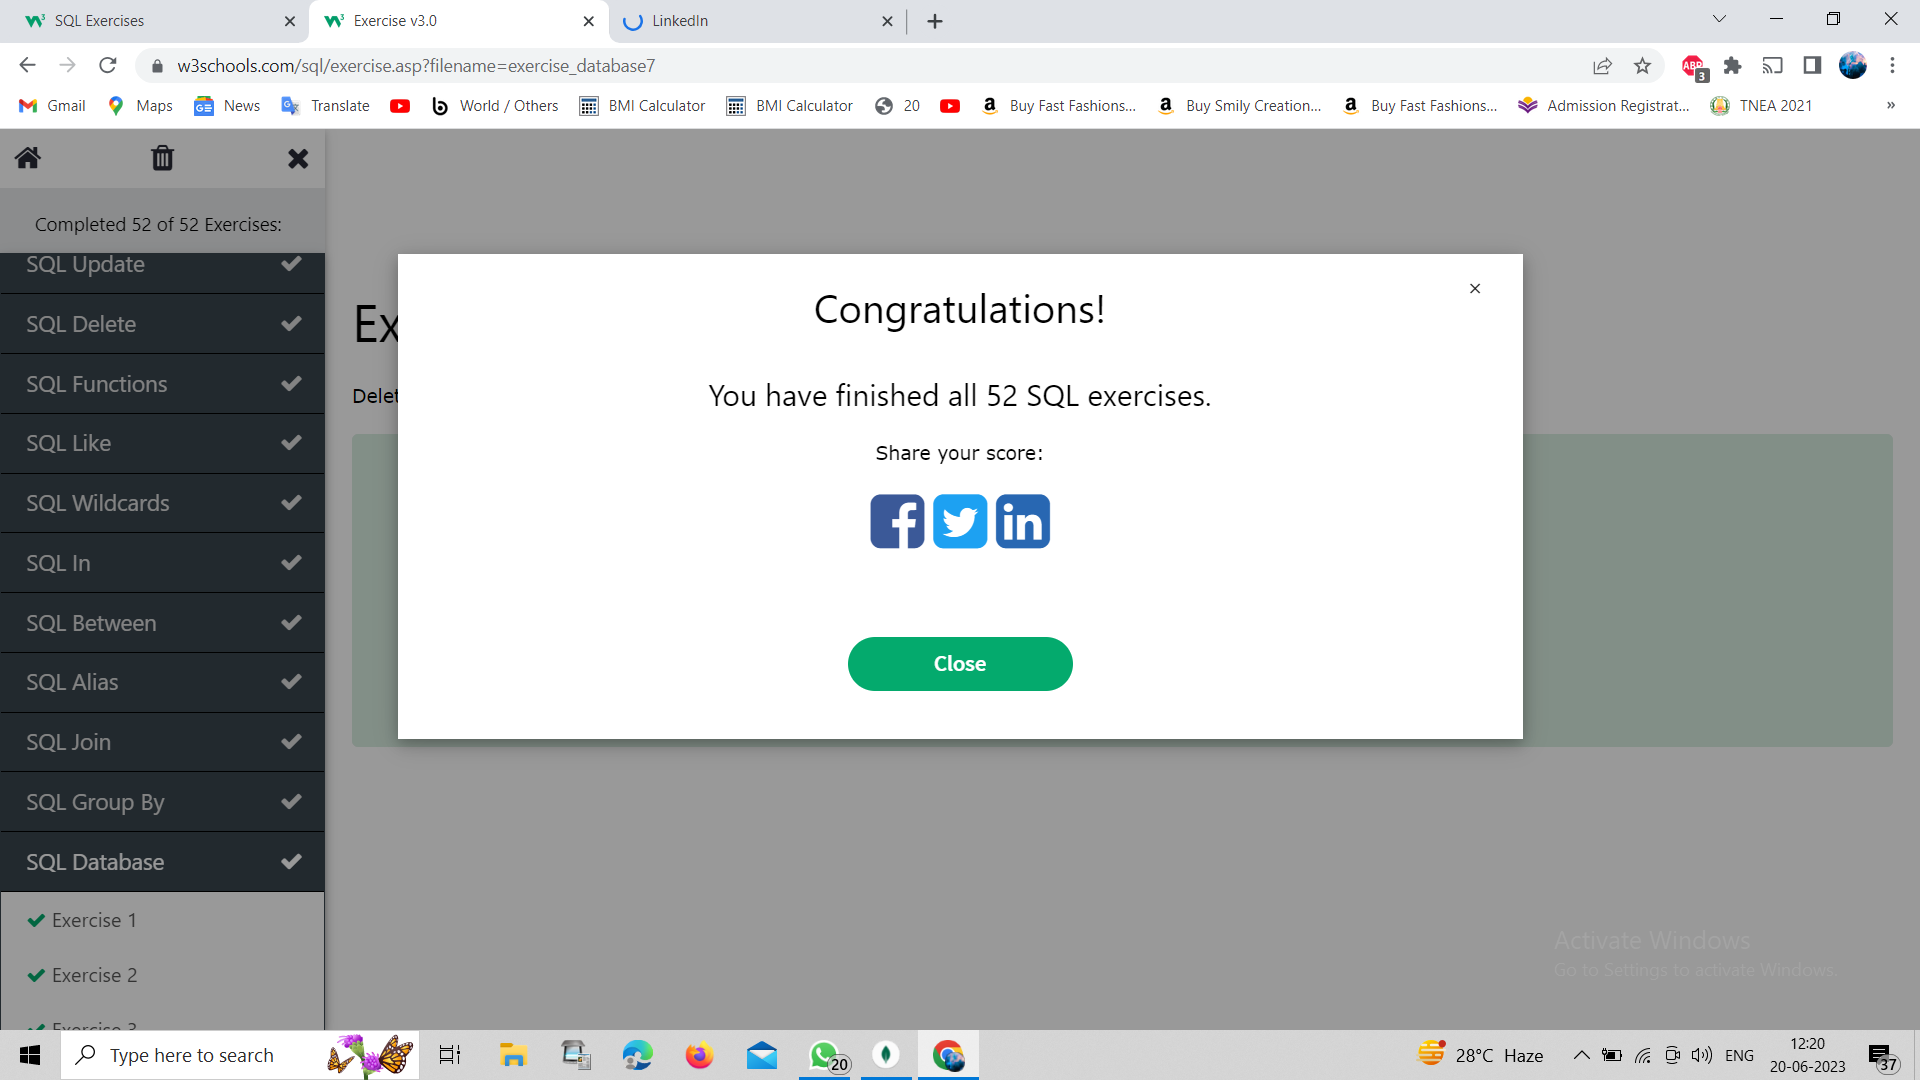 SQL Exercises
Exercise v3.0
LinkedIn
w3schools.com/sql/exercise.asp?filename=exercise_database7
ABP
3
Gmail
Maps
News
Translate
World / Others
BMI Calculator
BMI Calculator
20
Buy Fast Fashions...
Buy Smily Creation...
Buy Fast Fashions...
Admission Registrat...
TNEA 2021
»
Completed 52 of 52 Exercises:
SQL Update
SQL Delete
SQL Functions
SQL Like
SQL Wildcards
SQL In
SQL Between
SQL Alias
SQL Join
SQL Group By
SQL Database
Exercise 1
Exercise 2
Exercise 3
Ex
Delet
Congratulations!
You have finished all 52 SQL exercises.
Share your score:
Close
Activate Windows
Go to Settings to activate Windows.
Type here to search
20
28°C Haze
ENG
12:20
20-06-2023
37